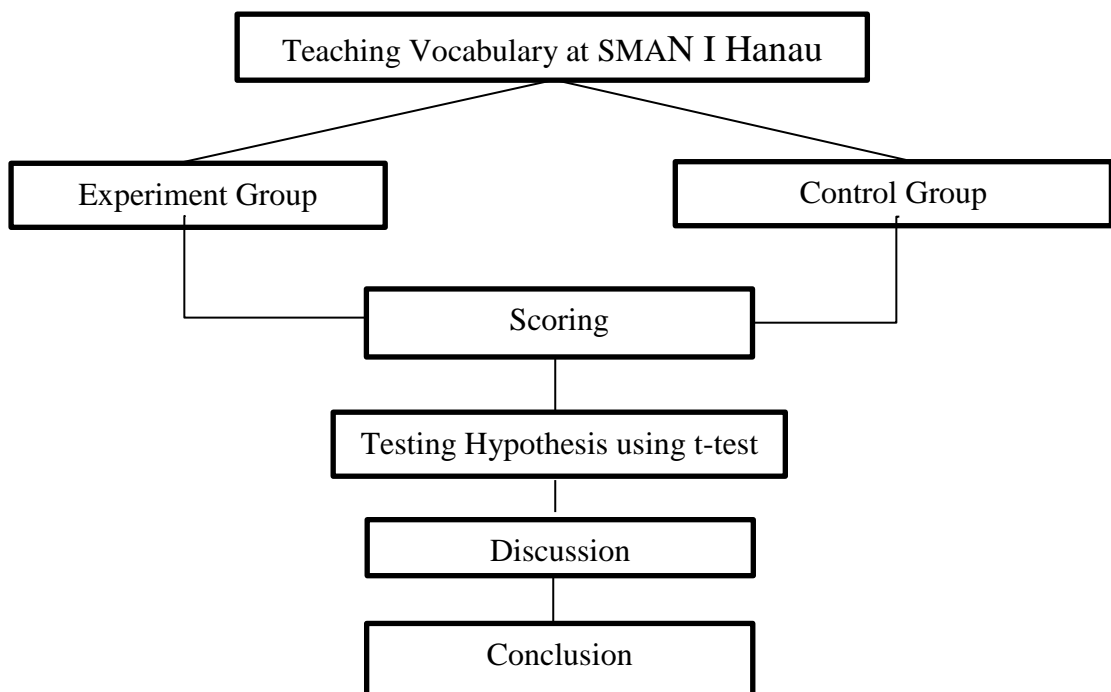 Teaching Vocabulary at SMAN I Hanau
Experiment Group
Control Group
Scoring
Testing Hypothesis using t-test
Discussion
Conclusion